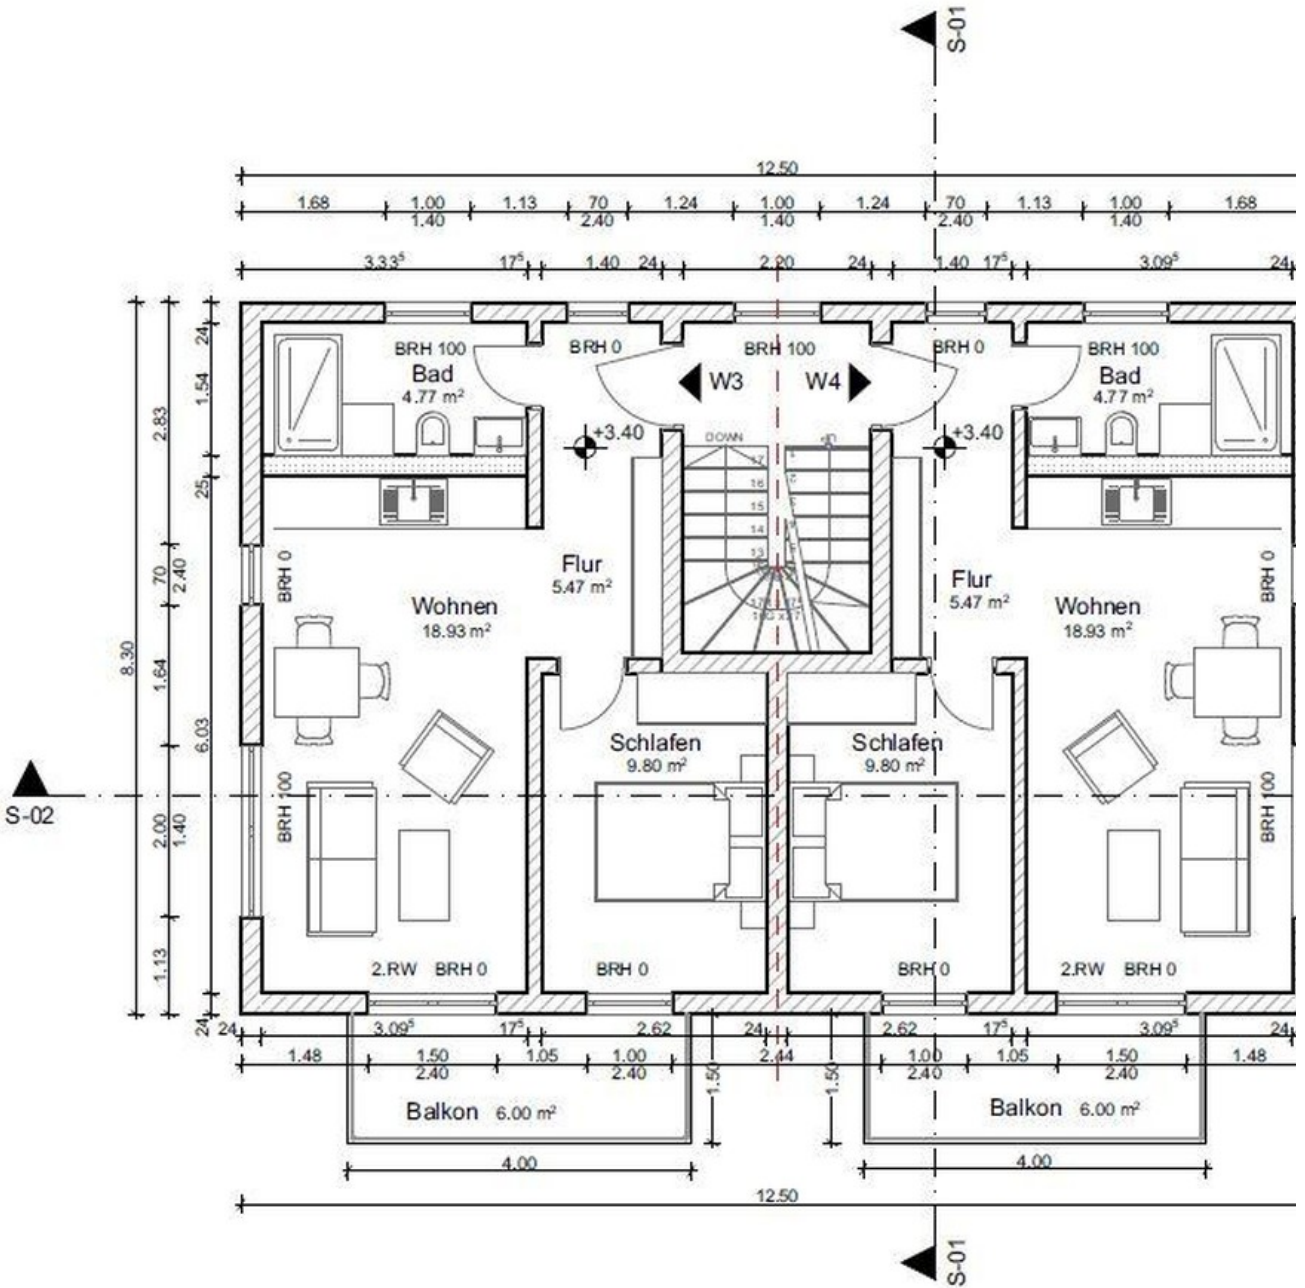 S-01
12.50
1.68 1.00 1.13 70 1.24 1.00 1.24 70 1.13 1.00 1.68
1.40 2.40 1.40 2.40 1.40
3.33⁵ 17⁵ 1.40 24 2.20 24 1.40 17⁵ 3.09⁵ 24
BRH 100 BRH 0 BRH 100 BRH 0 BRH 100
Bad W3 W4 Bad
4.77 m² 4.77 m²
+3.40 +3.40
DOWN UP
17 1
16 2
15 3
14 4
13
Flur Flur
5.47 m² 5.47 m²
BRH 0 BRH 0
Wohnen Wohnen
18.93 m² 18.93 m²
8.30
2.83
70
2.40
1.64
2.00
1.40
1.13
24
1.54
25
6.03
24
Schlafen Schlafen
9.80 m² 9.80 m²
S-02
BRH 100 BRH 100
2.RW BRH 0 BRH 0 BRH 0 2.RW BRH 0
24 3.09⁵ 17⁵ 2.62 24 2.62 17⁵ 3.09⁵ 24
1.48 1.50 1.05 1.00 2.44 1.00 1.05 1.50 1.48
2.40 2.40 2.40 2.40
1.50 1.50
Balkon 6.00 m² Balkon 6.00 m²
4.00 4.00
12.50
S-01